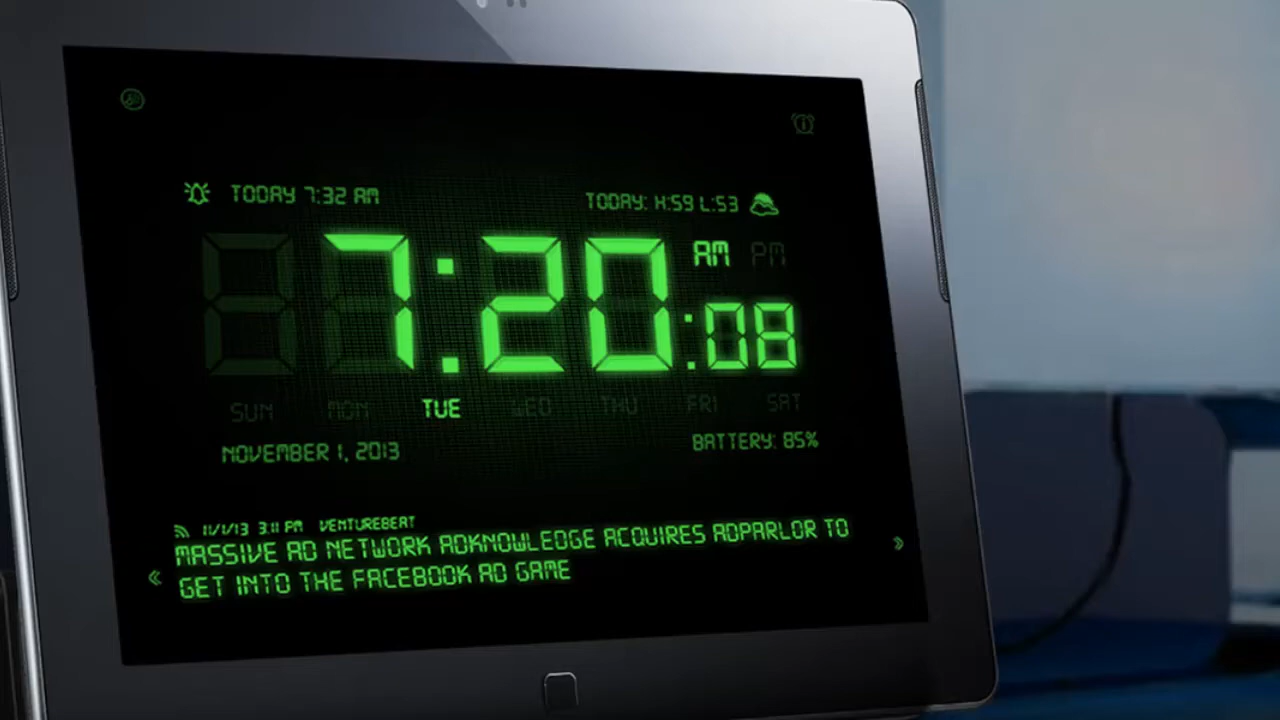 TODAY 7:32 AM
TODAY: H:59 L:53
7:20:08 AM PM
SUN MON TUE WED THU FRI SAT
NOVEMBER 1, 2013
BATTERY: 85%
11/1/13 3:11 PM VENTUREBEAT
MASSIVE AD NETWORK ADKNOWLEDGE ACQUIRES ADPARLOR TO
GET INTO THE FACEBOOK AD GAME